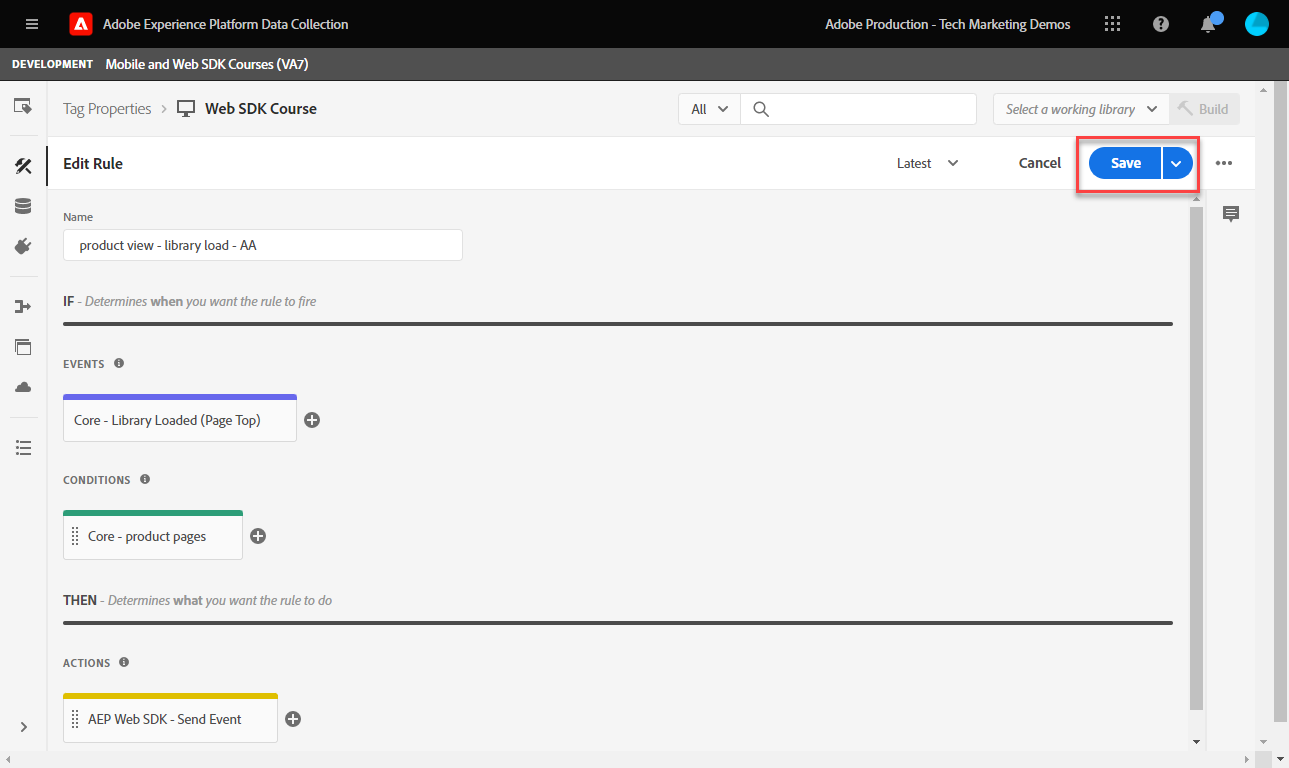 Adobe Experience Platform Data Collection
Adobe Production - Tech Marketing Demos
DEVELOPMENT Mobile and Web SDK Courses (VA7)
Tag Properties > Web SDK Course
All
Select a working library
Build
Edit Rule
Latest
Cancel
Save
Name
product view - library load - AA
IF - Determines when you want the rule to fire
EVENTS
Core - Library Loaded (Page Top)
CONDITIONS
Core - product pages
THEN - Determines what you want the rule to do
ACTIONS
AEP Web SDK - Send Event